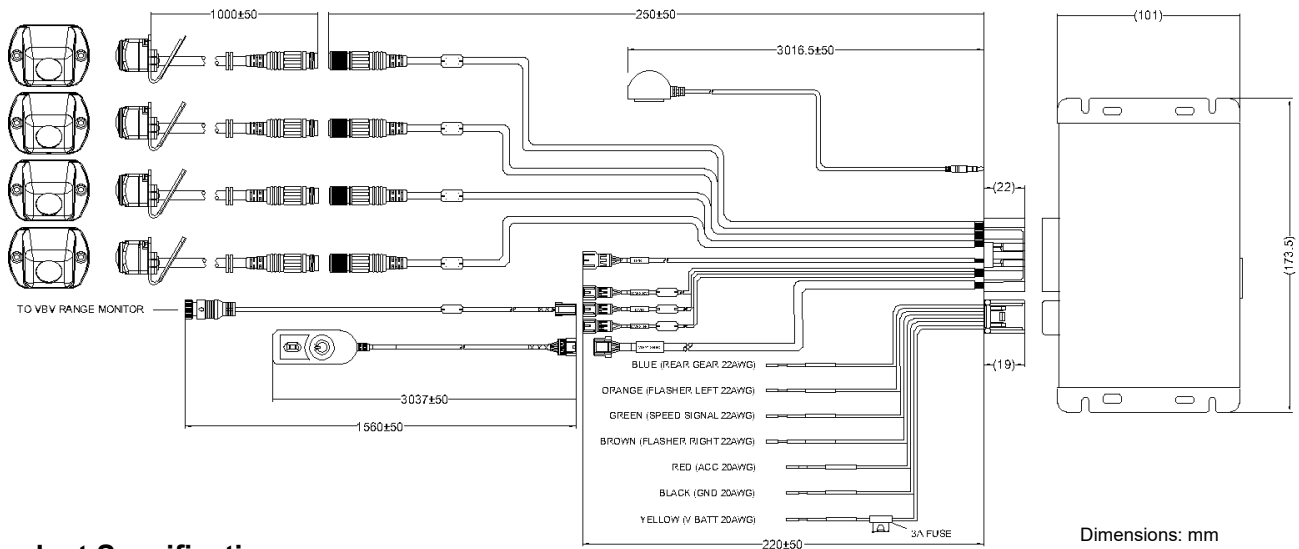 1000±50
250±50
(101)
3016.5±50
(22)
(173.5)
TO VBV RANGE MONITOR
(19)
BLUE (REAR GEAR 22AWG)
ORANGE (FLASHER LEFT 22AWG)
3037±50
GREEN (SPEED SIGNAL 22AWG)
1560±50
BROWN (FLASHER RIGHT 22AWG)
RED (ACC 20AWG)
BLACK (GND 20AWG)
YELLOW (V BATT 20AWG)
3A FUSE
Dimensions: mm
220±50